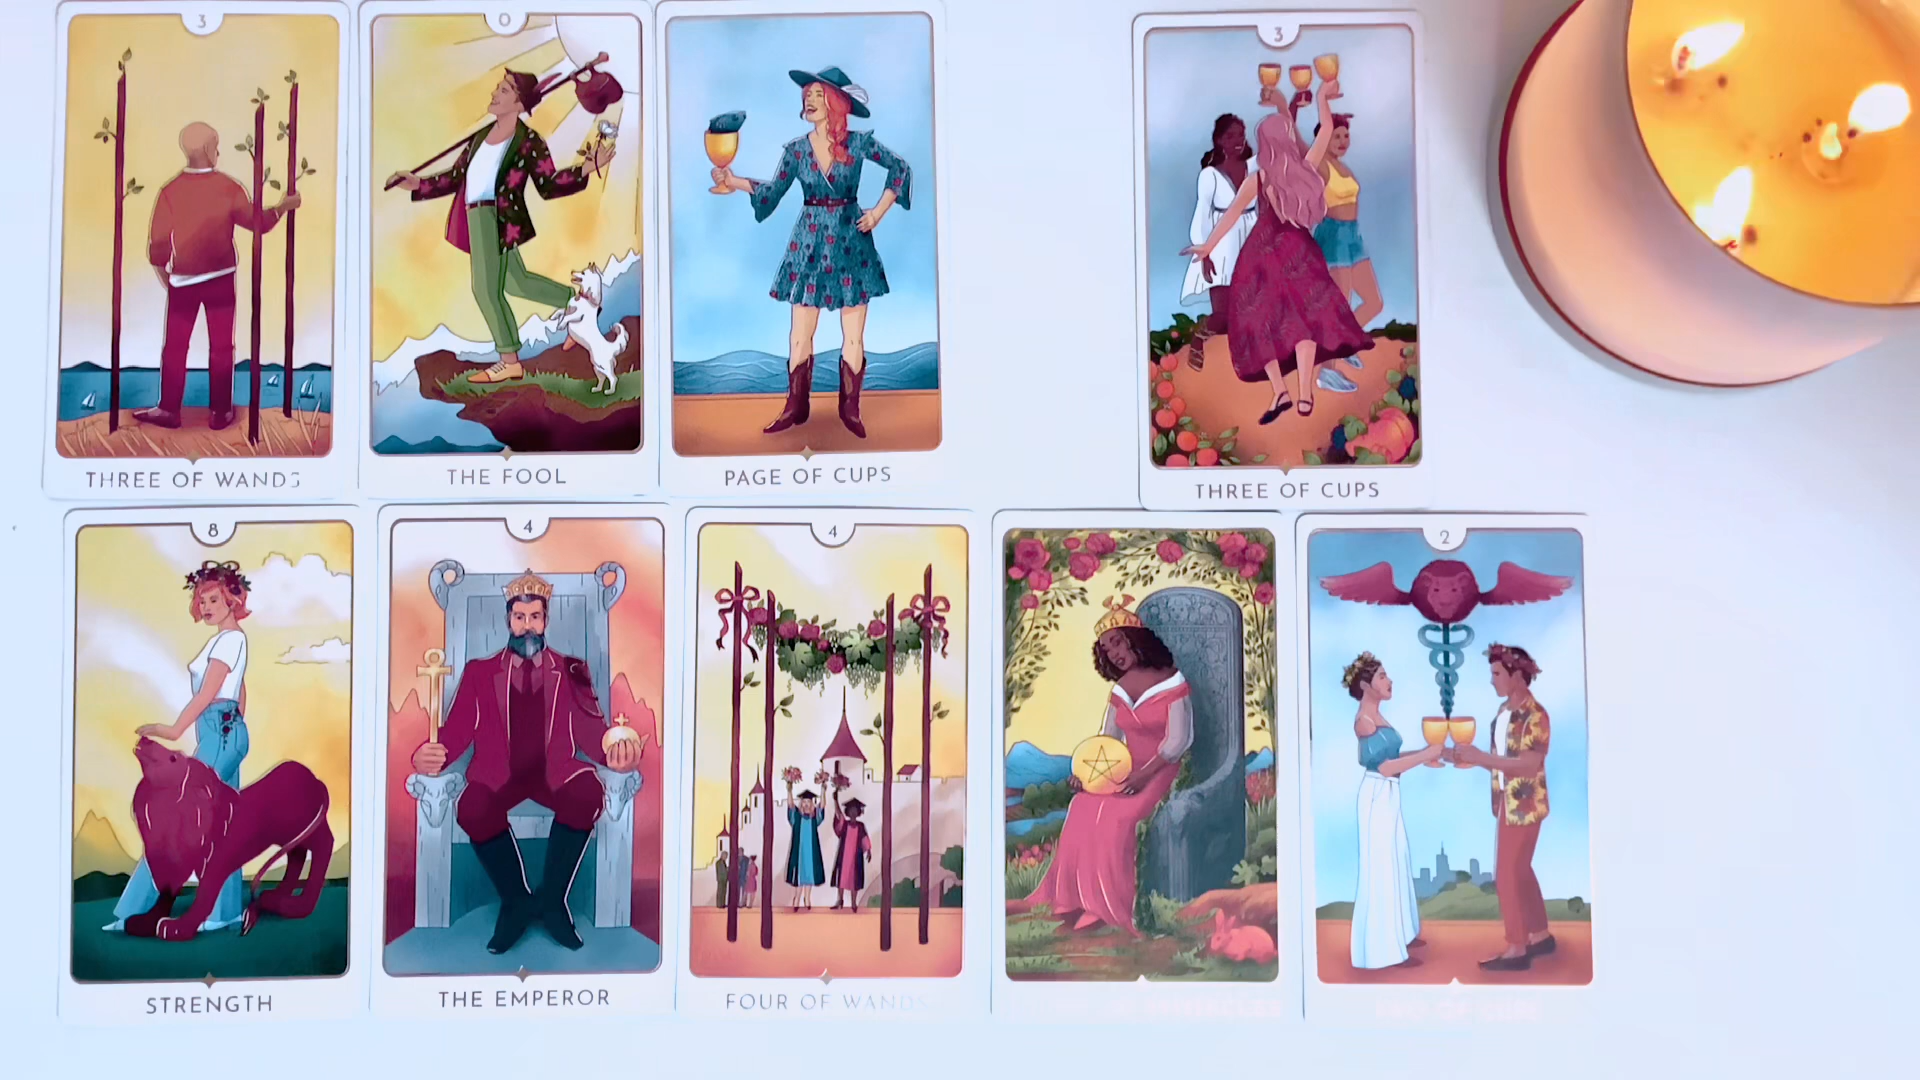 3
0
3
THREE OF WANDS
THE FOOL
PAGE OF CUPS
THREE OF CUPS
8
4
4
2
STRENGTH
THE EMPEROR
FOUR OF WANDS